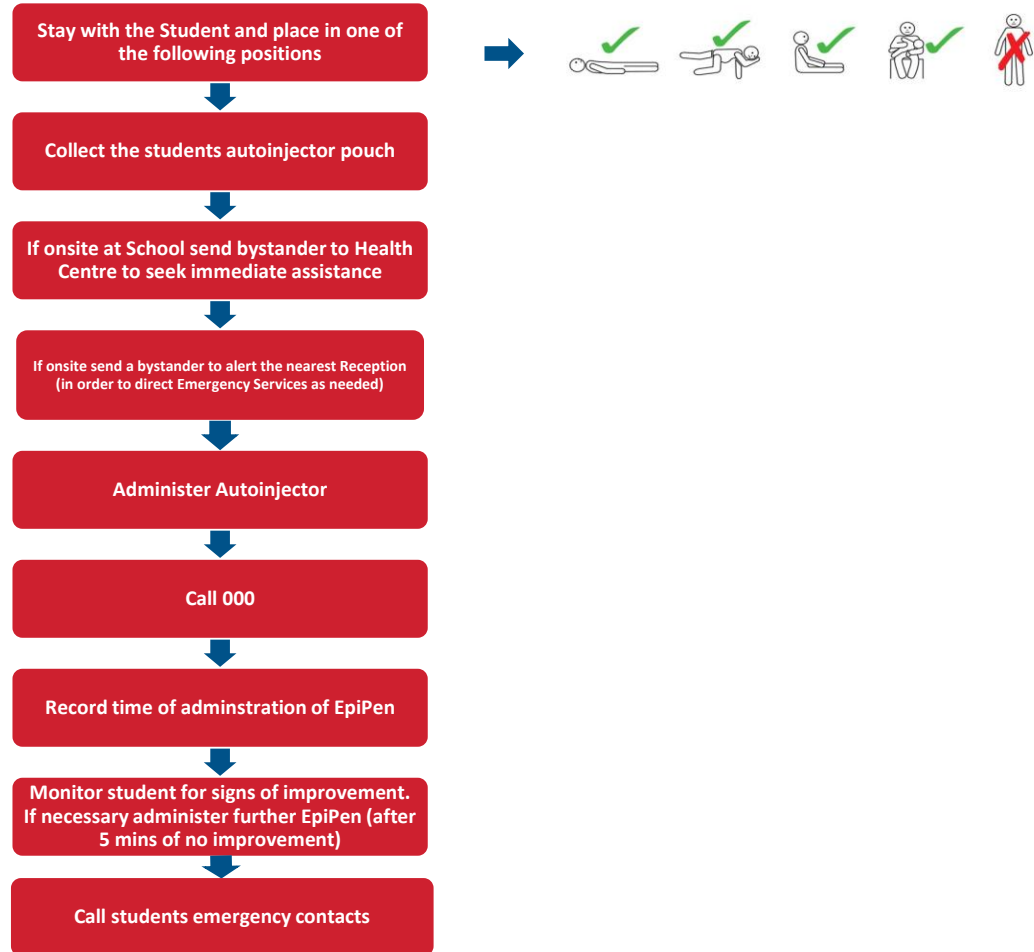 Stay with the Student and place in one of
the following positions
Collect the students autoinjector pouch
If onsite at School send bystander to Health
Centre to seek immediate assistance
If onsite send a bystander to alert the nearest Reception
(in order to direct Emergency Services as needed)
Administer Autoinjector
Call 000
Record time of adminstration of EpiPen
Monitor student for signs of improvement.
If necessary administer further EpiPen (after
5 mins of no improvement)
Call students emergency contacts